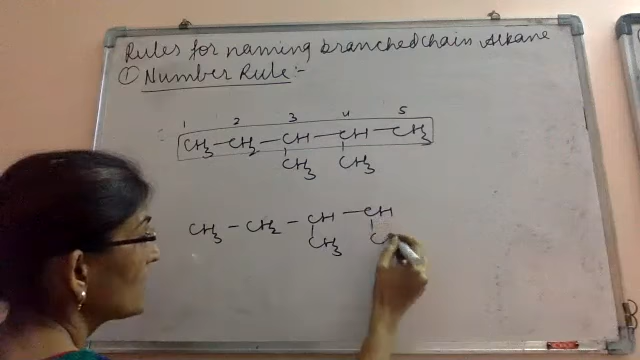 Rules for naming branched chain Alkane
① Number Rule:-
1 2 3 4 5
CH₃ – CH₂ – CH – CH – CH₃
CH₃ CH₃
CH₃ – CH₂ – CH – CH
CH₃ C